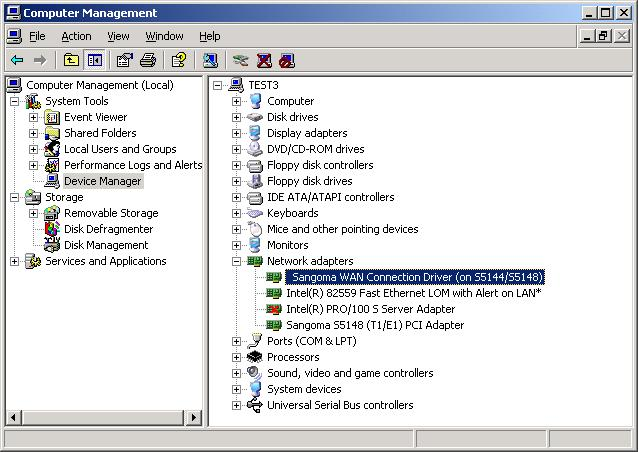 Computer Management
File Action View Window Help
Computer Management (Local)
System Tools
Event Viewer
Shared Folders
Local Users and Groups
Performance Logs and Alerts
Device Manager
Storage
Removable Storage
Disk Defragmenter
Disk Management
Services and Applications
TEST3
Computer
Disk drives
Display adapters
DVD/CD-ROM drives
Floppy disk controllers
Floppy disk drives
IDE ATA/ATAPI controllers
Keyboards
Mice and other pointing devices
Monitors
Network adapters
Sangoma WAN Connection Driver (on S5144/S5148)
Intel(R) 82559 Fast Ethernet LOM with Alert on LAN*
Intel(R) PRO/100 S Server Adapter
Sangoma S5148 (T1/E1) PCI Adapter
Ports (COM & LPT)
Processors
Sound, video and game controllers
System devices
Universal Serial Bus controllers